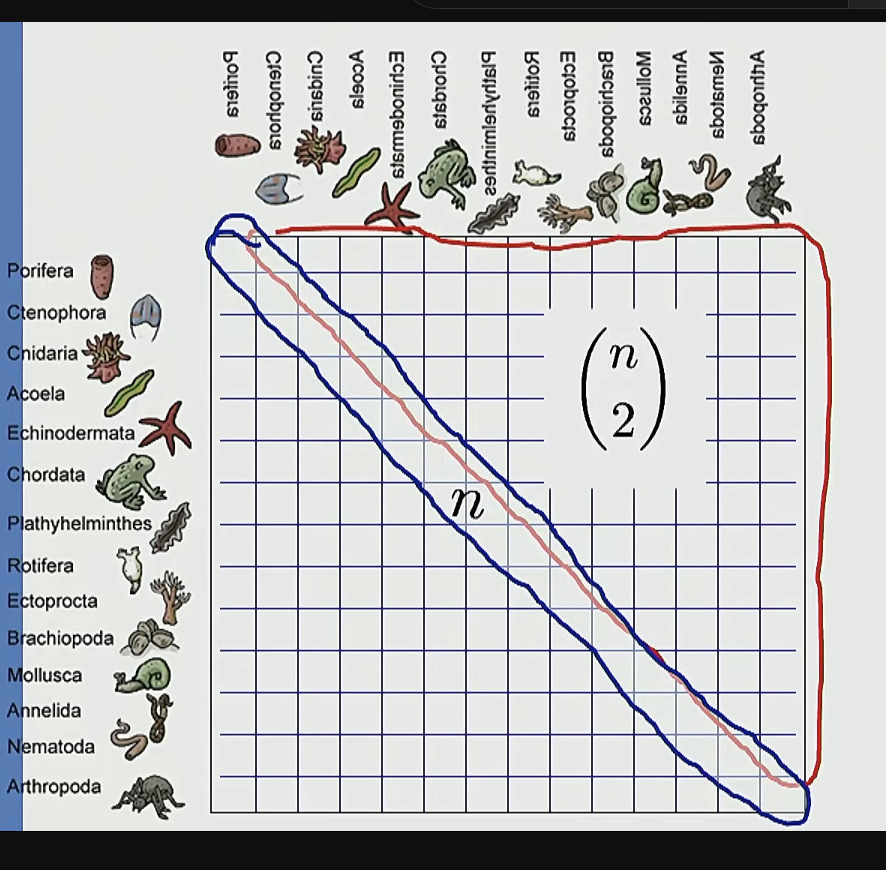 Porifera
Ctenophora
Cnidaria
Acoela
Echinodermata
Chordata
Plathyhelminthes
Rotifera
Ectoprocta
Brachiopoda
Mollusca
Annelida
Nematoda
Arthropoda
Porifera
Ctenophora
Cnidaria
Acoela
Echinodermata
Chordata
Plathyhelminthes
Rotifera
Ectoprocta
Brachiopoda
Mollusca
Annelida
Nematoda
Arthropoda
n
2
n